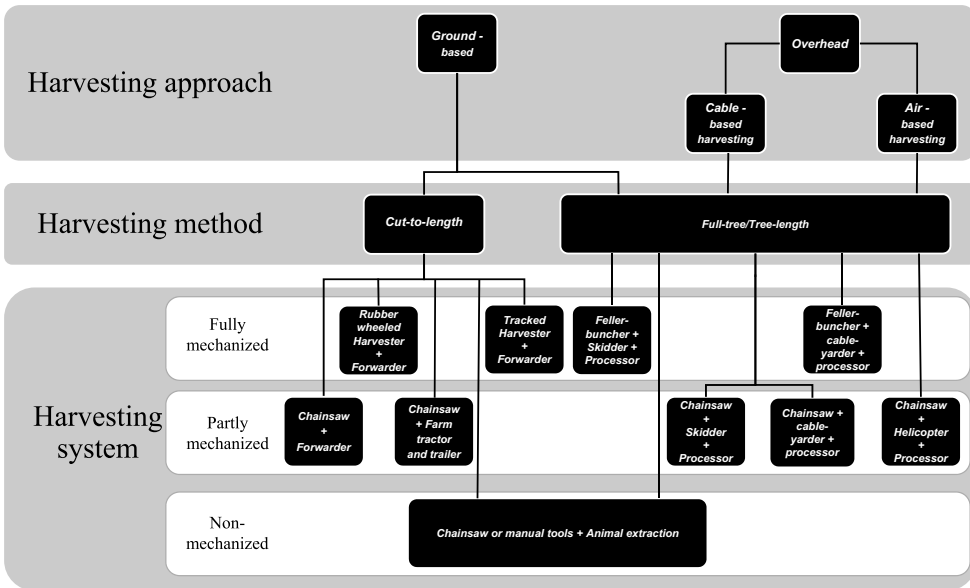 Harvesting approach
Ground -
based
Overhead
Cable -
based
harvesting
Air -
based
harvesting
Harvesting method
Cut-to-length
Full-tree/Tree-length
Harvesting
system
Fully
mechanized
Rubber
wheeled
Harvester
+
Forwarder
Tracked
Harvester
+
Forwarder
Feller-
buncher +
Skidder +
Processor
Feller-
buncher +
cable-
yarder +
processor
Partly
mechanized
Chainsaw
+
Forwarder
Chainsaw
+ Farm
tractor
and trailer
Chainsaw
+
Skidder
+
Processor
Chainsaw +
cable-
yarder +
processor
Chainsaw
+
Helicopter
+
Processor
Non-
mechanized
Chainsaw or manual tools + Animal extraction